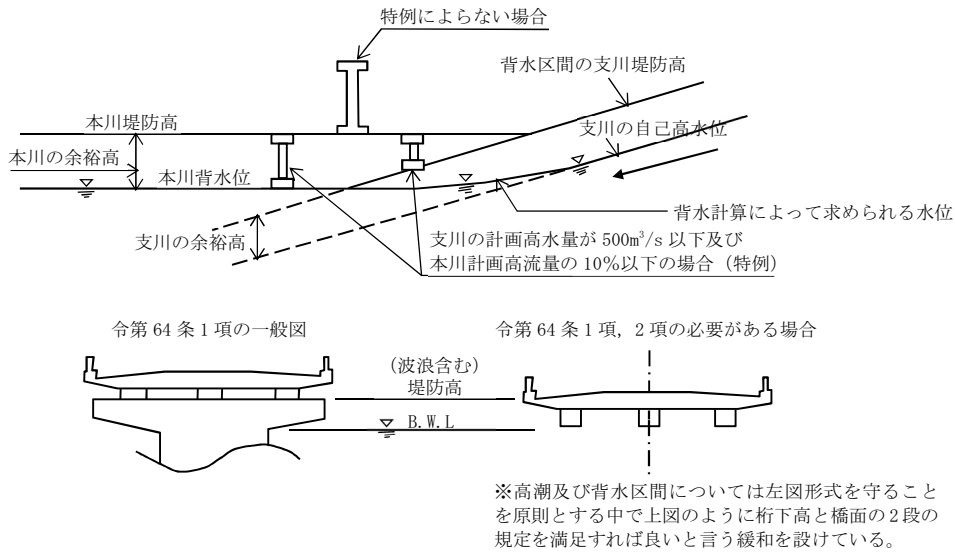 特例によらない場合
背水区間の支川堤防高
本川堤防高
支川の自己高水位
本川の余裕高
本川背水位
背水計算によって求められる水位
支川の余裕高
支川の計画高水量が 500m³/s 以下及び
本川計画高流量の 10%以下の場合（特例）
令第 64 条 1 項の一般図
令第 64 条 1 項，2 項の必要がある場合
(波浪含む)
堤防高
B.W.L
※高潮及び背水区間については左図形式を守ること
を原則とする中で上図のように桁下高と橋面の 2 段の
規定を満足すれば良いと言う緩和を設けている。